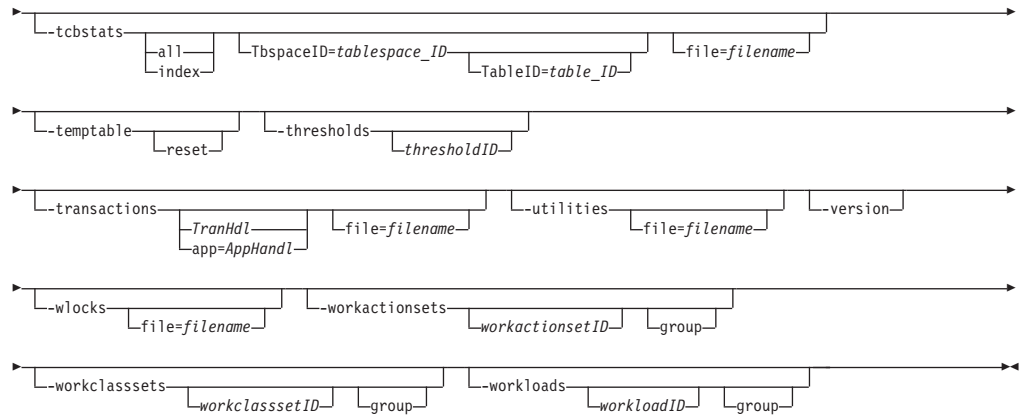 -tcbstats
all
index
TbspaceID=tablespace_ID
TableID=table_ID
file=filename
-temptable
reset
-thresholds
thresholdID
-transactions
TranHdl
app=AppHandl
file=filename
-utilities
file=filename
-version
-wlocks
file=filename
-workactionsets
workactionsetID
group
-workclasssets
workclasssetID
group
-workloads
workloadID
group